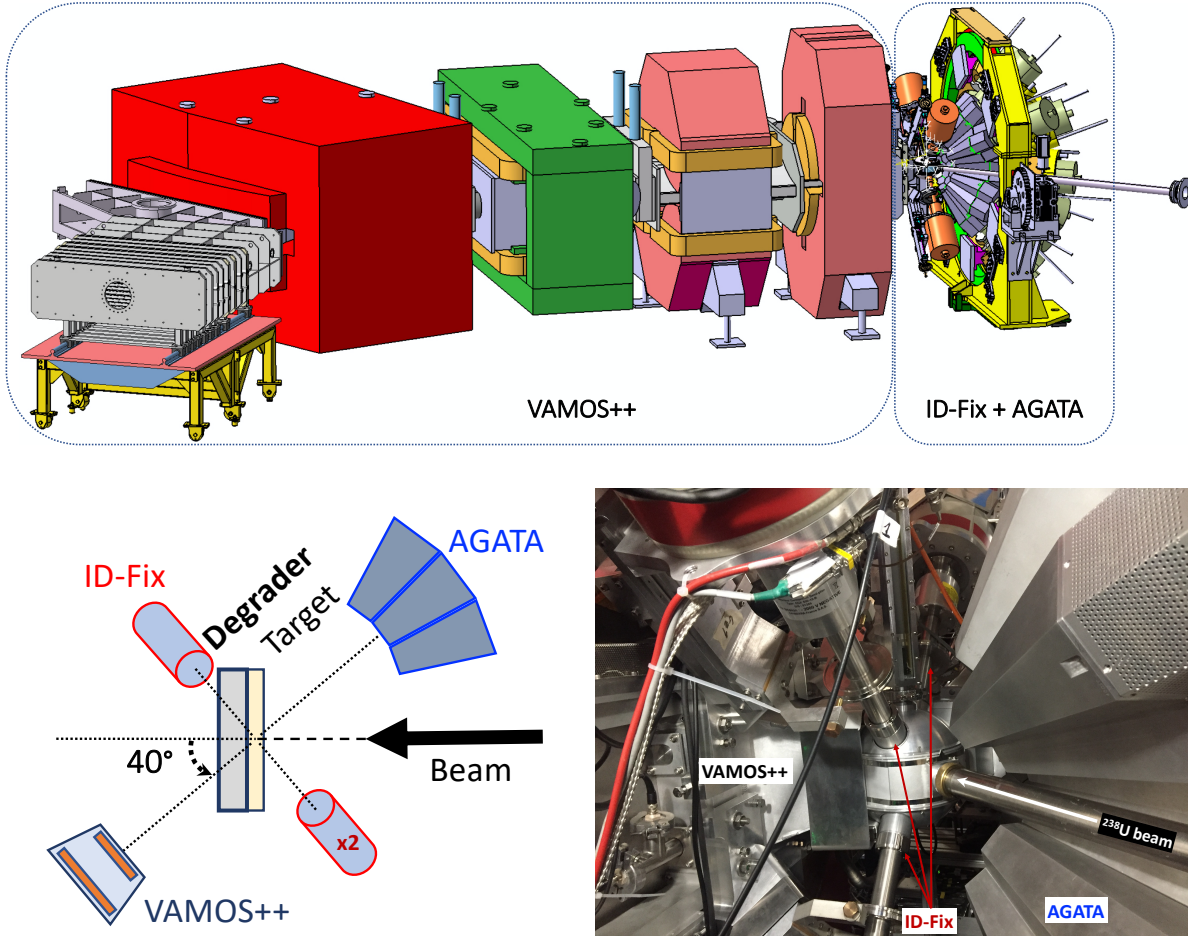 VAMOS++
ID-Fix + AGATA
ID-Fix
Degrader
Target
AGATA
40°
Beam
x2
VAMOS++
1
VAMOS++
²³⁸U beam
ID-Fix
AGATA